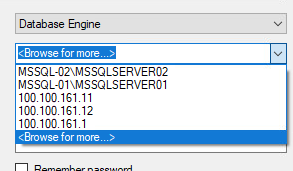 Database Engine
<Browse for more...>
MSSQL-02\MSSQLSERVER02
MSSQL-01\MSSQLSERVER01
100.100.161.11
100.100.161.12
100.100.161.1
<Browse for more...>
Remember password